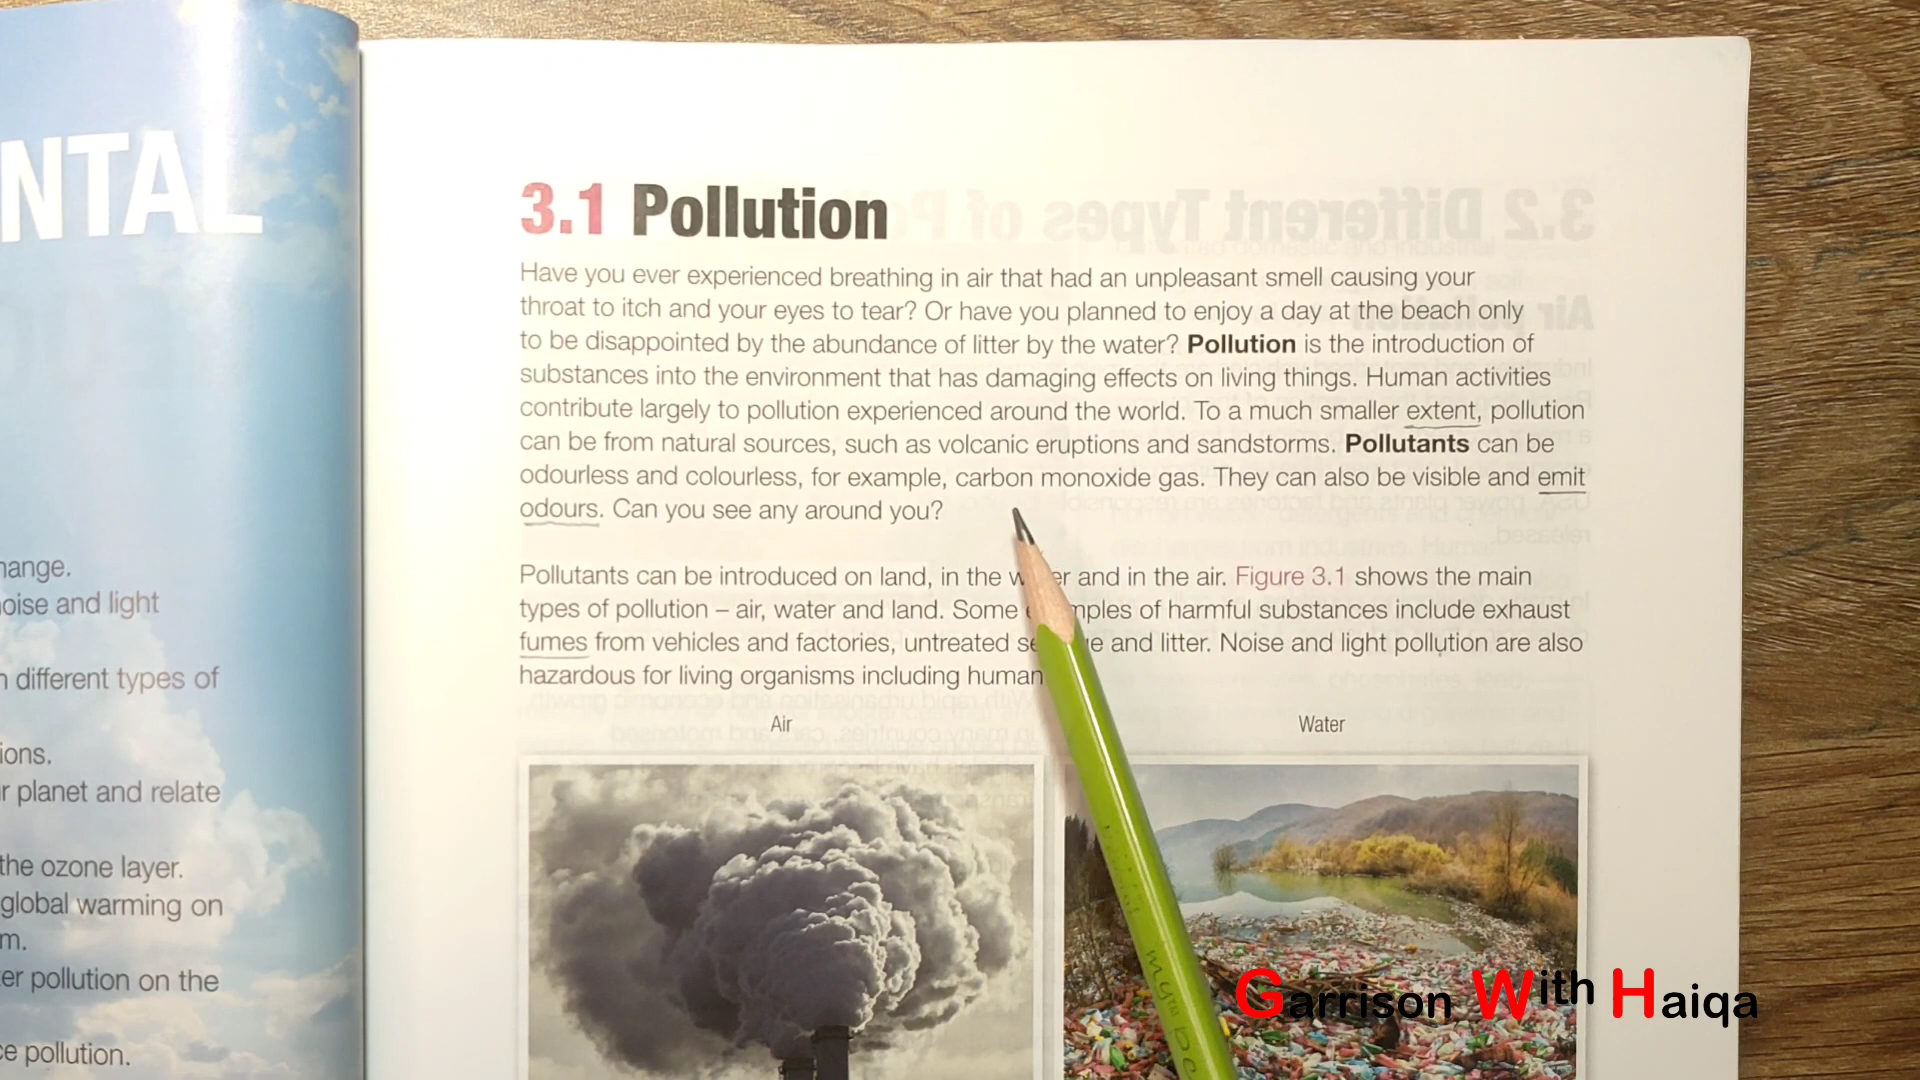 NTAL
hange.
noise and light
n different types of
ions.
r planet and relate
the ozone layer.
global warming on
m.
er pollution on the
ce pollution.
3.1 Pollution
Have you ever experienced breathing in air that had an unpleasant smell causing your
throat to itch and your eyes to tear? Or have you planned to enjoy a day at the beach only
to be disappointed by the abundance of litter by the water? Pollution is the introduction of
substances into the environment that has damaging effects on living things. Human activities
contribute largely to pollution experienced around the world. To a much smaller extent, pollution
can be from natural sources, such as volcanic eruptions and sandstorms. Pollutants can be
odourless and colourless, for example, carbon monoxide gas. They can also be visible and emit
odours. Can you see any around you?
Pollutants can be introduced on land, in the and in the air. Figure 3.1 shows the main
types of pollution – air, water and land. Some of harmful substances include exhaust
fumes from vehicles and factories, untreated and litter. Noise and light pollution are also
hazardous for living organisms including human
Air
Water
Garrison With Haiqa